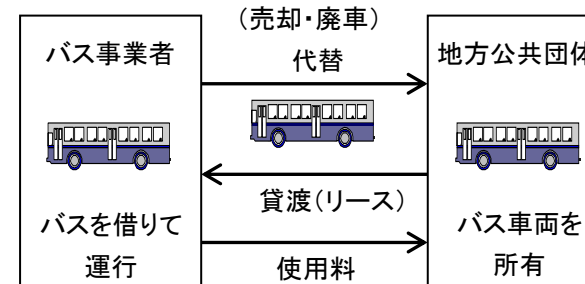 バス事業者
バスを借りて
運行
(売却・廃車)
代替
貸渡(リース)
使用料
地方公共団体
バス車両を
所有